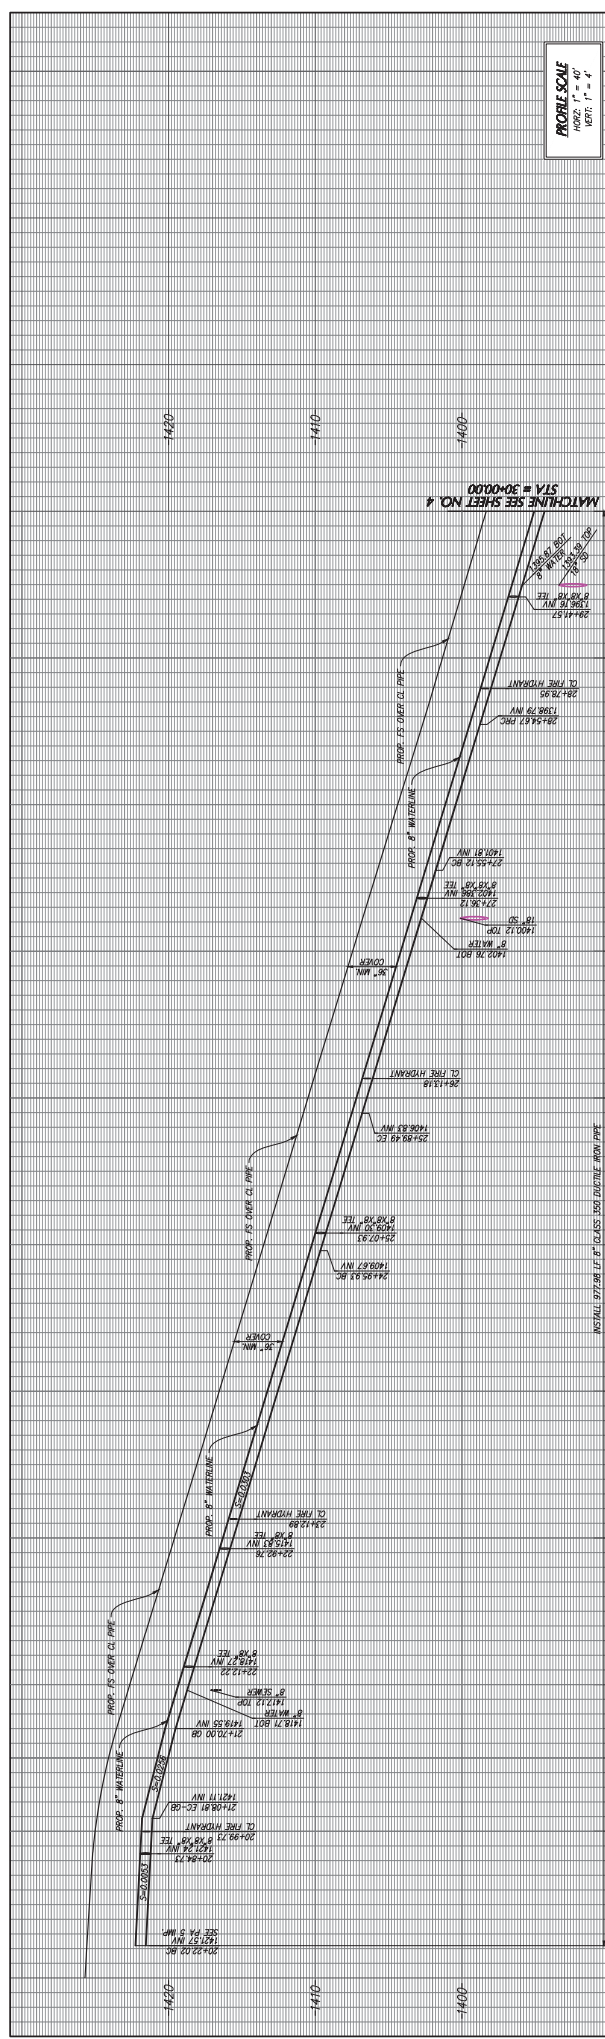 PROFILE SCALE
HORZ: 1" = 40'
VERT: 1" = 4'
-1420
-1410
-1400
MATCHLINE SEE SHEET NO. 4
STA = 30+00.00
1395.87 BOT
8" WATER
1393.39 TOP
18" SD
29+41.57
1396.16 INV
8"X8"X8" TEE
PROP. FS OVER CL PIPE
28+78.95
CL FIRE HYDRANT
28+54.67 PRC
1398.79 INV
PROP. 8" WATERLINE
27+55.12 BC
1401.81 INV
27+36.12
1402.386 INV
8"X8"X8" TEE
1400.12 TOP
18" SD
1402.76 BOT
8" WATER
36" MIN.
COVER
26+13.18
CL FIRE HYDRANT
25+89.49 EC
1406.83 INV
PROP. FS OVER CL PIPE
25+07.93
1409.30 INV
8"X8"X8" TEE
24+95.93 BC
1409.67 INV
INSTALL 977.98 LF 8" CLASS 350 DUCTILE IRON PIPE
36" MIN.
COVER
PROP. 8" WATERLINE
S=0.0303
23+12.89
CL FIRE HYDRANT
22+92.76
1415.83 INV
8"X8" TEE
PROP. FS OVER CL PIPE
22+12.22
1418.27 INV
8"X8" TEE
1417.12 TOP
8" SEWER
1418.71 BOT
8" WATER
21+70.00 GB
1419.55 INV
PROP. 8" WATERLINE
S=0.0256
21+08.81 EC-GB
1421.11 INV
20+99.73
CL FIRE HYDRANT
20+84.73
1421.24 INV
8"X8"X8" TEE
S=0.0053
20+22.02 BC
1421.57 INV
SEE PA 5 IMP.
-1420
-1410
-1400